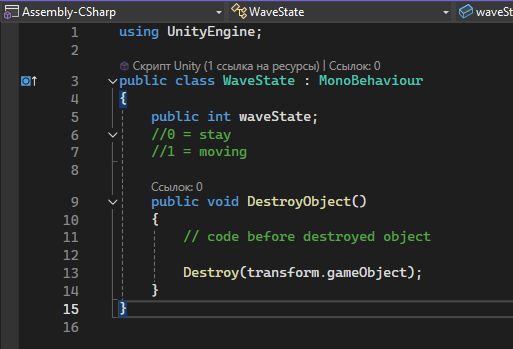 Assembly-CSharp WaveState waveSt
1 using UnityEngine;
2
Скрипт Unity (1 ссылка на ресурсы) | Ссылок: 0
3 public class WaveState : MonoBehaviour
4 {
5 public int waveState;
6 //0 = stay
7 //1 = moving
8
Ссылок: 0
9 public void DestroyObject()
10 {
11 // code before destroyed object
12
13 Destroy(transform.gameObject);
14 }
15 }
16